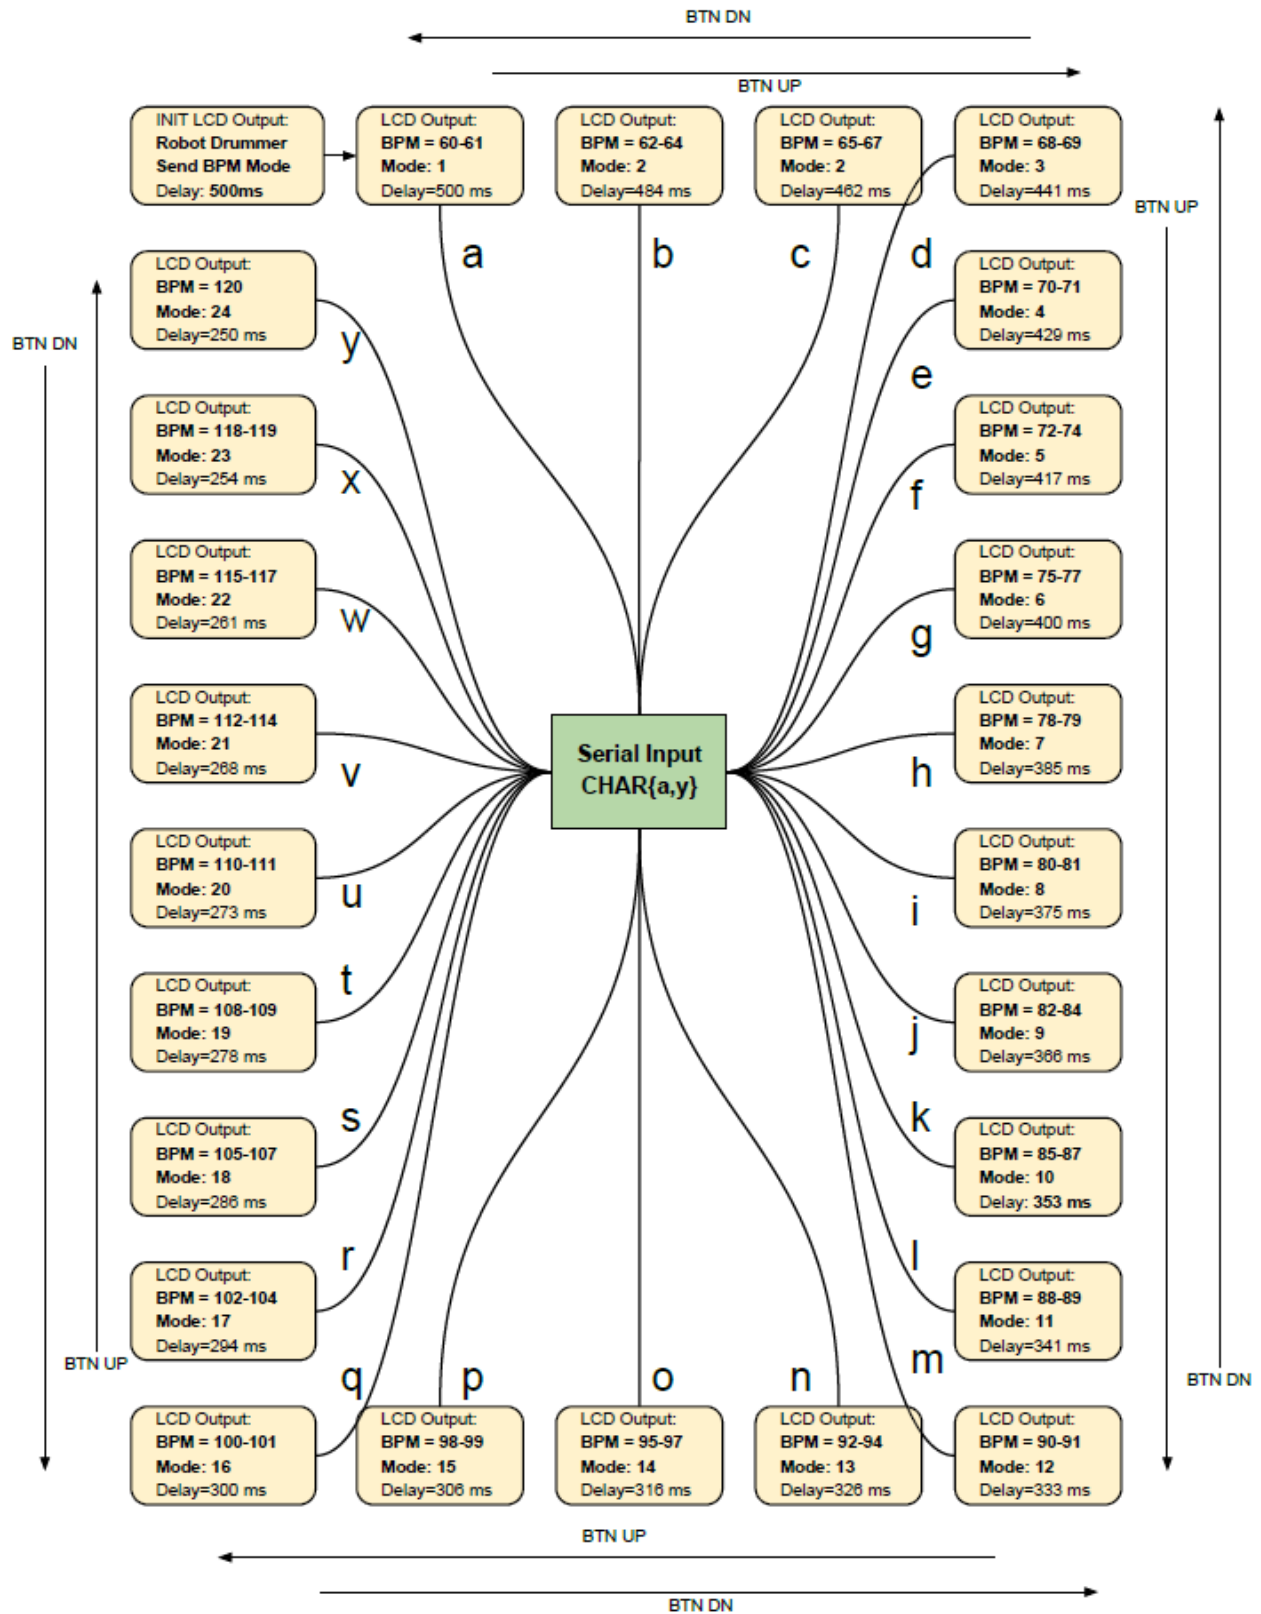 BTN DN
BTN UP
INIT LCD Output:
Robot Drummer
Send BPM Mode
Delay: 500ms
LCD Output:
BPM = 60-61
Mode: 1
Delay=500 ms
LCD Output:
BPM = 62-64
Mode: 2
Delay=484 ms
LCD Output:
BPM = 65-67
Mode: 2
Delay=462 ms
LCD Output:
BPM = 68-69
Mode: 3
Delay=441 ms
BTN UP
a
b
c
d
LCD Output:
BPM = 120
Mode: 24
Delay=250 ms
LCD Output:
BPM = 70-71
Mode: 4
Delay=429 ms
BTN DN
y
e
LCD Output:
BPM = 118-119
Mode: 23
Delay=254 ms
LCD Output:
BPM = 72-74
Mode: 5
Delay=417 ms
x
f
LCD Output:
BPM = 115-117
Mode: 22
Delay=261 ms
LCD Output:
BPM = 75-77
Mode: 6
Delay=400 ms
w
g
LCD Output:
BPM = 112-114
Mode: 21
Delay=268 ms
Serial Input
CHAR{a,y}
LCD Output:
BPM = 78-79
Mode: 7
Delay=385 ms
v
h
LCD Output:
BPM = 110-111
Mode: 20
Delay=273 ms
LCD Output:
BPM = 80-81
Mode: 8
Delay=375 ms
u
i
LCD Output:
BPM = 108-109
Mode: 19
Delay=278 ms
LCD Output:
BPM = 82-84
Mode: 9
Delay=366 ms
t
j
LCD Output:
BPM = 105-107
Mode: 18
Delay=286 ms
LCD Output:
BPM = 85-87
Mode: 10
Delay: 353 ms
s
k
LCD Output:
BPM = 102-104
Mode: 17
Delay=294 ms
LCD Output:
BPM = 88-89
Mode: 11
Delay=341 ms
r
l
BTN UP
BTN DN
q
p
o
n
m
LCD Output:
BPM = 100-101
Mode: 16
Delay=300 ms
LCD Output:
BPM = 98-99
Mode: 15
Delay=306 ms
LCD Output:
BPM = 95-97
Mode: 14
Delay=316 ms
LCD Output:
BPM = 92-94
Mode: 13
Delay=326 ms
LCD Output:
BPM = 90-91
Mode: 12
Delay=333 ms
BTN UP
BTN DN